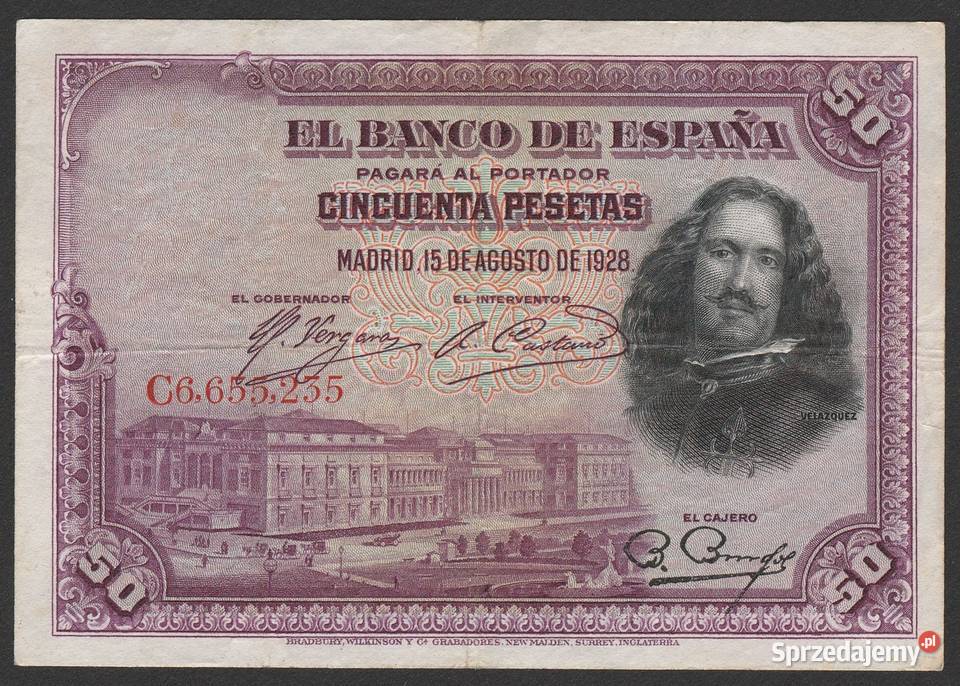 50
EL BANCO DE ESPAÑA
PAGARÁ AL PORTADOR
CINCUENTA PESETAS
MADRID, 15 DE AGOSTO DE 1928.
EL GOBERNADOR EL INTERVENTOR
C6,655,235
VELAZQUEZ
EL CAJERO
50 50
BRADBURY, WILKINSON Y Cª GRABADORES. NEW MALDEN, SURREY, INGLATERRA
Sprzedajemy.pl